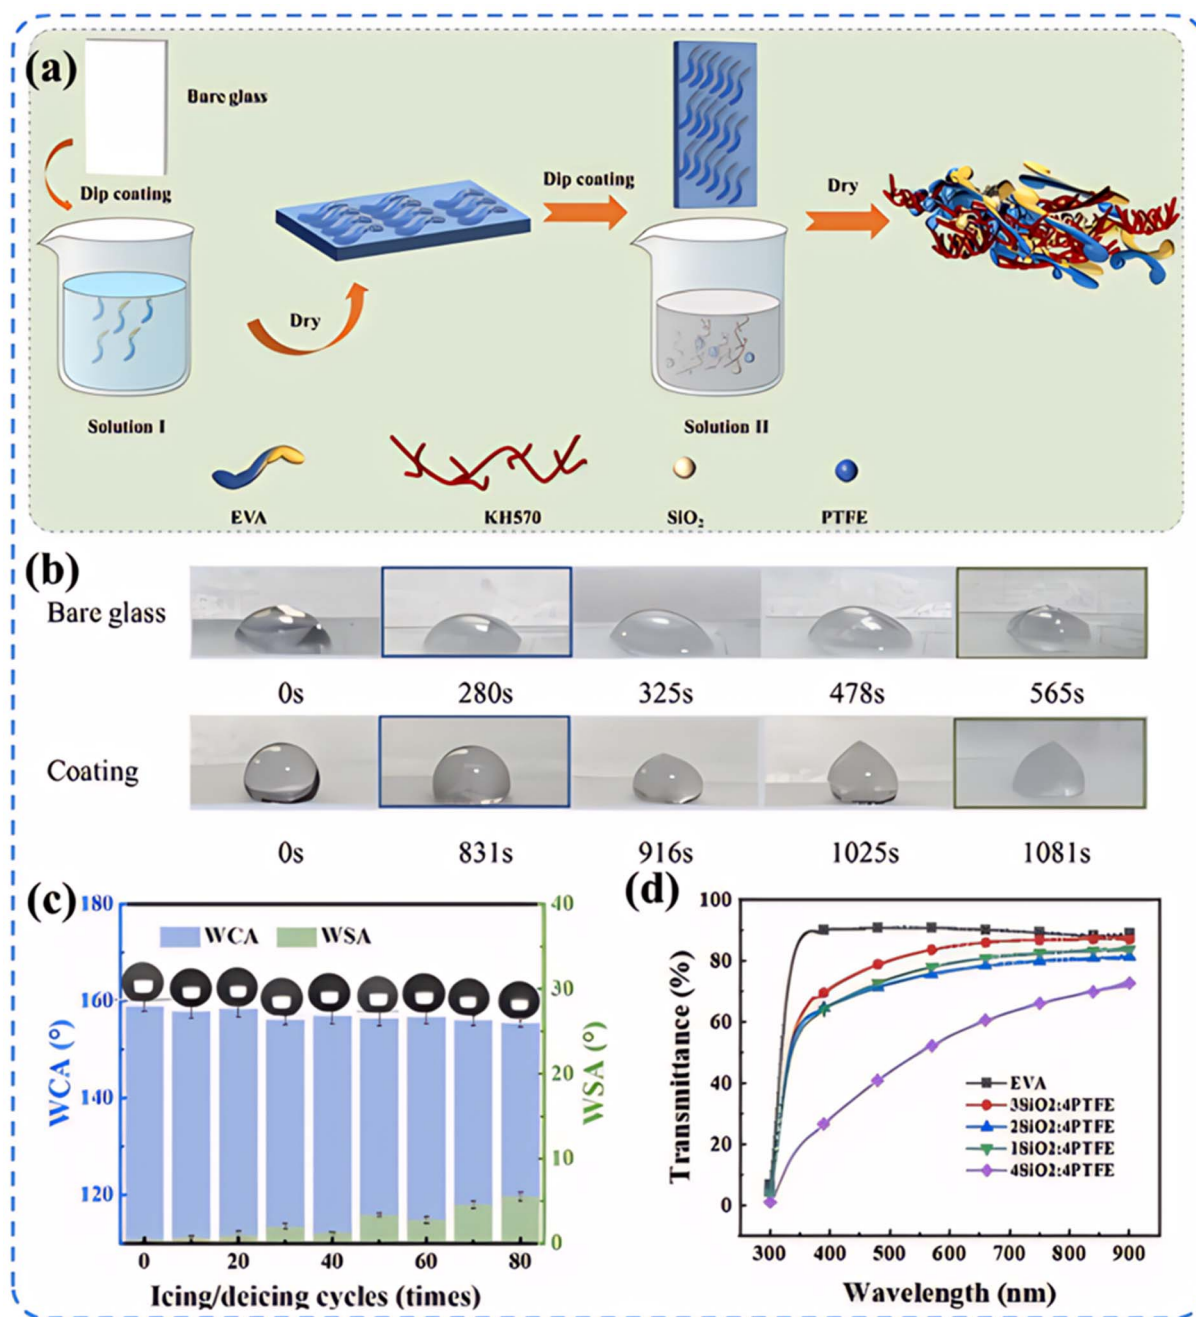 (a)
Bare glass
Dip coating
Dry
Dip coating
Dry
Solution I
Solution II
EVA
KH570
SiO₂
PTFE
(b)
Bare glass
0s
280s
325s
478s
565s
Coating
0s
831s
916s
1025s
1081s
(c)
180
160
140
120
WCA (°)
WCA
WSA
40
30
20
10
0
WSA (°)
0
20
40
60
80
Icing/deicing cycles (times)
(d)
100
80
60
40
20
0
Transmittance (%)
EVA
3SiO2:4PTFE
2SiO2:4PTFE
1SiO2:4PTFE
4SiO2:4PTFE
300
400
500
600
700
800
900
Wavelength (nm)